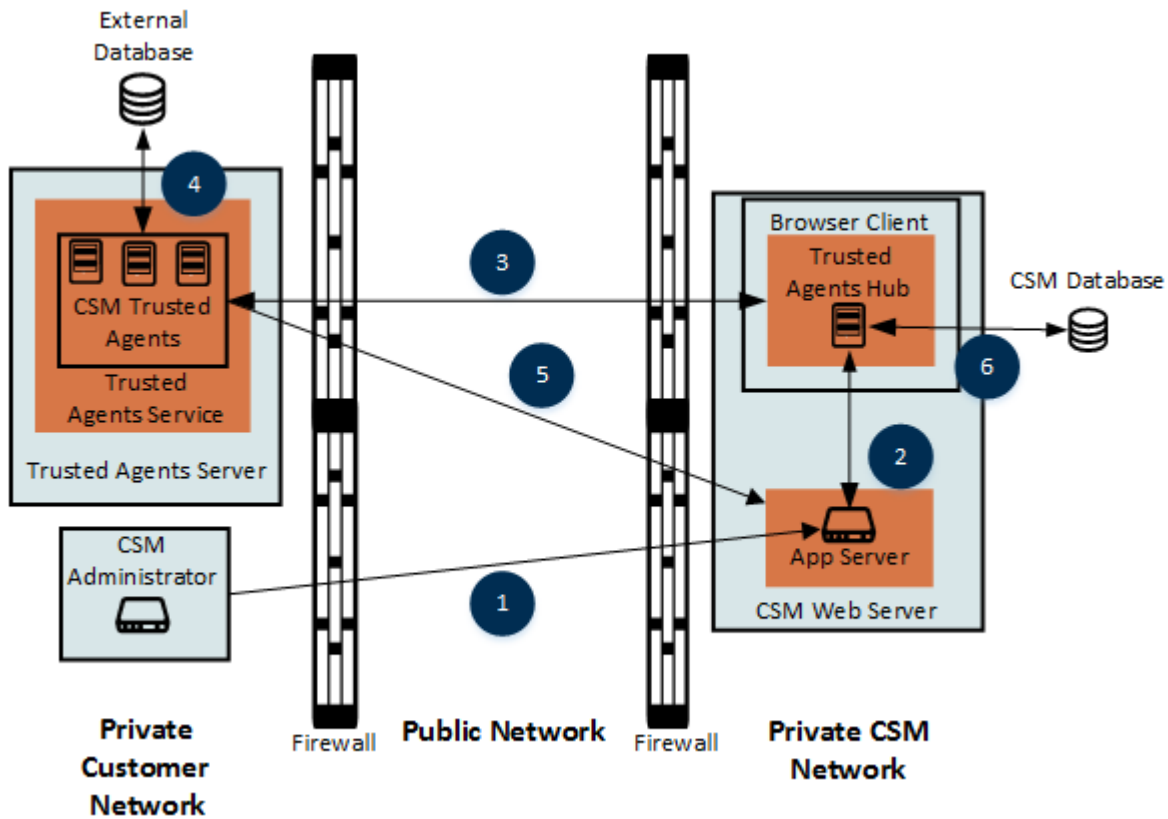 External
Database
4
CSM Trusted
Agents
Trusted
Agents Service
Trusted Agents Server
CSM
Administrator
3
5
1
Browser Client
Trusted
Agents Hub
CSM Database
6
2
App Server
CSM Web Server
Private
Customer
Network
Firewall
Public Network
Firewall
Private CSM
Network